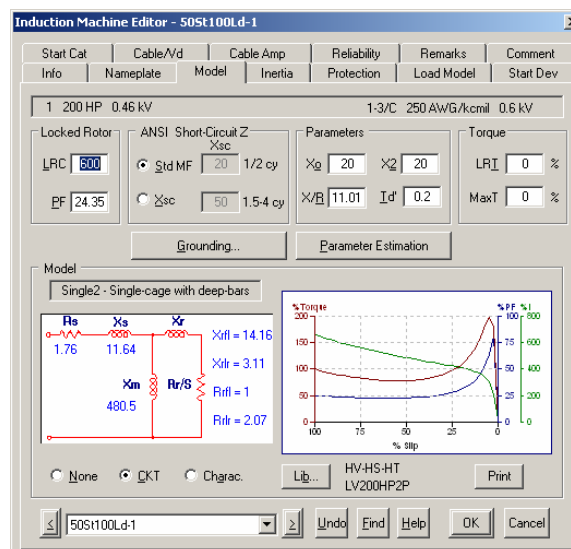 Induction Machine Editor - 50St100Ld-1
Start Cat Cable/Vd Cable Amp Reliability Remarks Comment
Info Nameplate Model Inertia Protection Load Model Start Dev
1 200 HP 0.46 kV 1-3/C 250 AWG/kcmil 0.6 kV
Locked Rotor
LRC 600
PF 24.35
ANSI Short-Circuit Z
Xsc
Std MF 20 1/2 cy
Xsc 50 1.5-4 cy
Parameters
Xo 20 X2 20
X/R 11.01 Td' 0.2
Torque
LRT 0 %
MaxT 0 %
Grounding... Parameter Estimation
Model
Single2 - Single-cage with deep-bars
Rs Xs Xr
1.76 11.64
Xm Rr/S
480.5
Xrfl = 14.16
Xrlr = 3.11
Rrfl = 1
Rrlr = 2.07
%Torque %PF %I
200 100 800
150 75 600
100 50 400
50 25 200
0 0 0
100 75 50 25 0
% Slip
None CKT Charac. Lib... HV-HS-HT Print
LV200HP2P
< 50St100Ld-1 > Undo Find Help OK Cancel